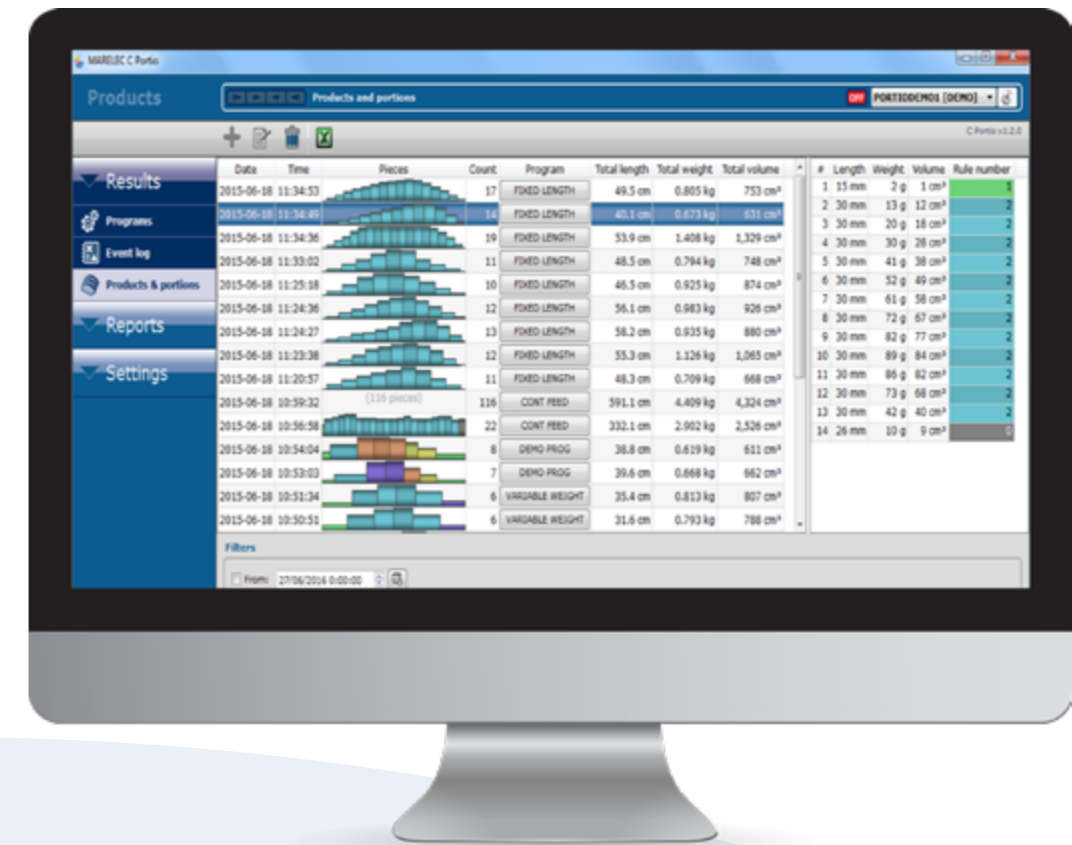 MARELEC C Portio
Products
Products and portions
OFF PORTIODEMO1 [DEMO]
C Portio v1.2.0
Results
Programs
Event log
Products & portions
Reports
Settings
Date Time Pieces Count Program Total length Total weight Total volume
2015-06-18 11:34:53 17 FIXED LENGTH 49.5 cm 0.805 kg 753 cm³
2015-06-18 11:34:49 14 FIXED LENGTH 40.1 cm 0.673 kg 631 cm³
2015-06-18 11:34:36 19 FIXED LENGTH 53.9 cm 1.408 kg 1,329 cm³
2015-06-18 11:33:02 11 FIXED LENGTH 48.5 cm 0.794 kg 748 cm³
2015-06-18 11:25:18 10 FIXED LENGTH 46.5 cm 0.925 kg 874 cm³
2015-06-18 11:24:36 12 FIXED LENGTH 56.1 cm 0.983 kg 926 cm³
2015-06-18 11:24:27 13 FIXED LENGTH 58.2 cm 0.935 kg 880 cm³
2015-06-18 11:23:38 12 FIXED LENGTH 55.3 cm 1.126 kg 1,065 cm³
2015-06-18 11:20:57 11 FIXED LENGTH 48.3 cm 0.709 kg 668 cm³
2015-06-18 10:59:32 (116 pieces) 116 CONT FEED 591.1 cm 4.409 kg 4,324 cm³
2015-06-18 10:56:58 22 CONT FEED 332.1 cm 2.902 kg 2,526 cm³
2015-06-18 10:54:04 8 DEMO PROG 38.8 cm 0.619 kg 611 cm³
2015-06-18 10:53:03 7 DEMO PROG 39.6 cm 0.668 kg 662 cm³
2015-06-18 10:51:34 6 VARIABLE WEIGHT 35.4 cm 0.813 kg 807 cm³
2015-06-18 10:50:51 6 VARIABLE WEIGHT 31.6 cm 0.793 kg 788 cm³
# Length Weight Volume Rule number
1 15 mm 2 g 1 cm³ 1
2 30 mm 13 g 12 cm³ 2
3 30 mm 20 g 18 cm³ 2
4 30 mm 30 g 28 cm³ 2
5 30 mm 41 g 38 cm³ 2
6 30 mm 52 g 49 cm³ 2
7 30 mm 61 g 58 cm³ 2
8 30 mm 72 g 67 cm³ 2
9 30 mm 82 g 77 cm³ 2
10 30 mm 89 g 84 cm³ 2
11 30 mm 86 g 82 cm³ 2
12 30 mm 73 g 68 cm³ 2
13 30 mm 42 g 40 cm³ 2
14 26 mm 10 g 9 cm³ 0
Filters
From: 27/06/2016 0:00:00